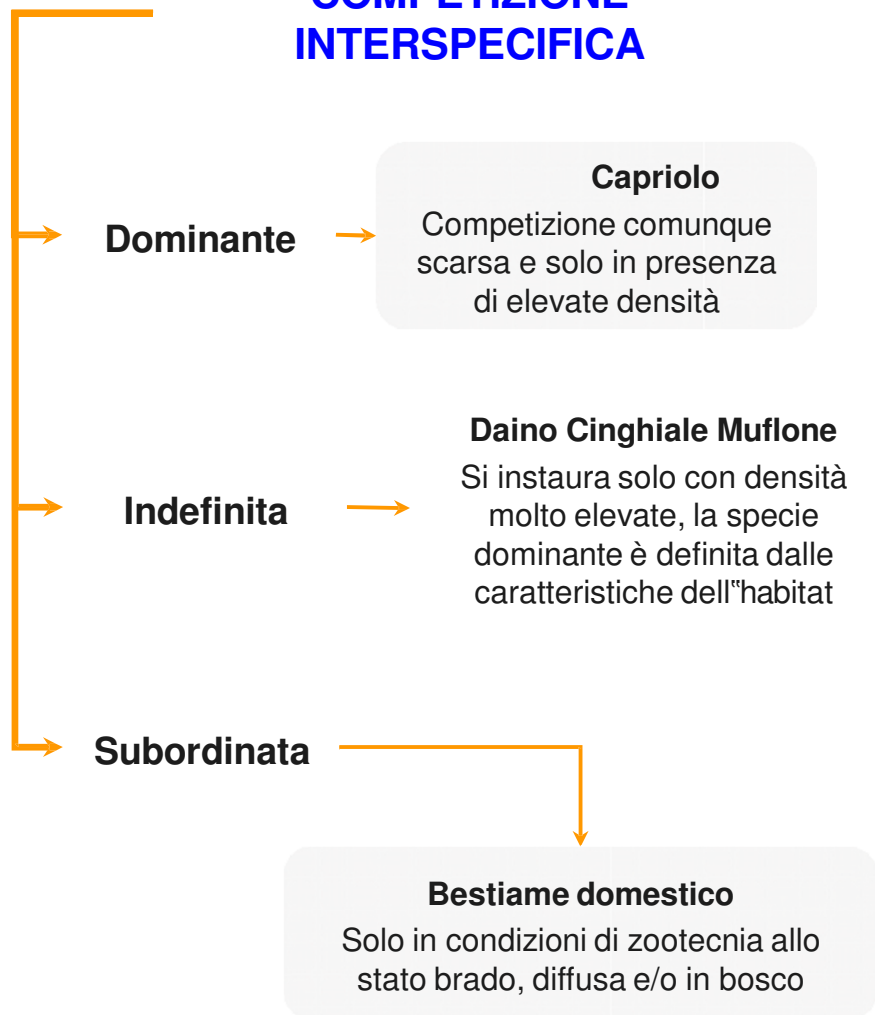 COMPETIZIONE
INTERSPECIFICA
Capriolo
Dominante
Competizione comunque
scarsa e solo in presenza
di elevate densità
Daino Cinghiale Muflone
Indefinita
Si instaura solo con densità
molto elevate, la specie
dominante è definita dalle
caratteristiche dell‟habitat
Subordinata
Bestiame domestico
Solo in condizioni di zootecnia allo
stato brado, diffusa e/o in bosco